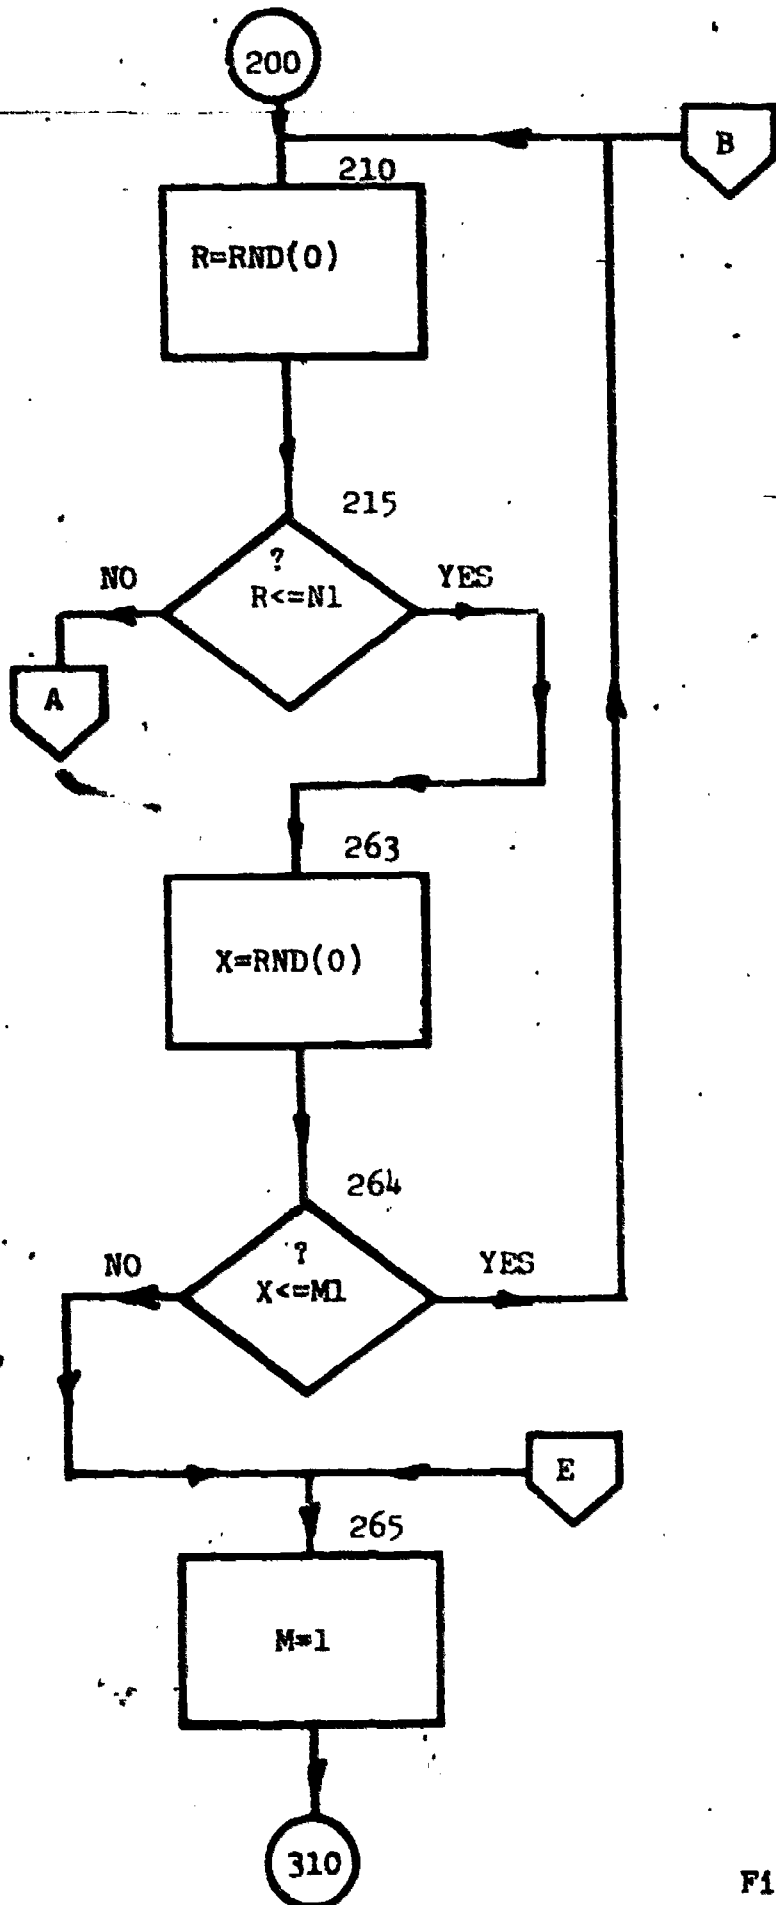 200
B
210
R=RND(0)
215
?
NO
R<=N1
YES
A
263
X=RND(0)
264
?
NO
X<=M1
YES
E
265
M=1
310